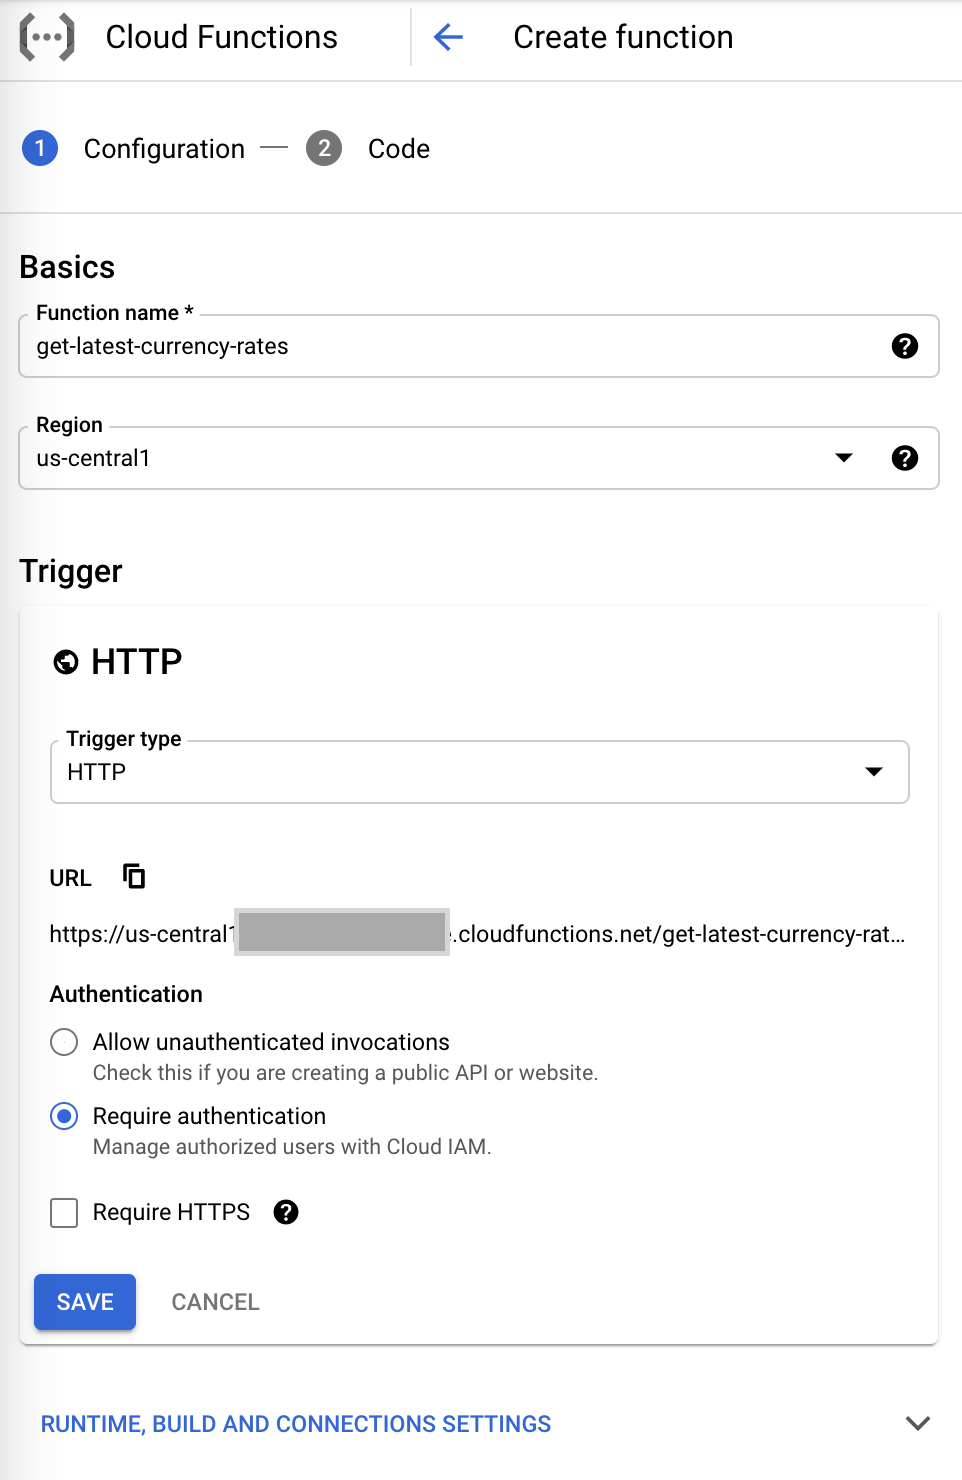 Cloud Functions
Create function
1 Configuration — 2 Code
Basics
Function name *
get-latest-currency-rates
Region
us-central1
Trigger
HTTP
Trigger type
HTTP
URL
https://us-central1 .cloudfunctions.net/get-latest-currency-rat...
Authentication
Allow unauthenticated invocations
Check this if you are creating a public API or website.
Require authentication
Manage authorized users with Cloud IAM.
Require HTTPS
SAVE CANCEL
RUNTIME, BUILD AND CONNECTIONS SETTINGS